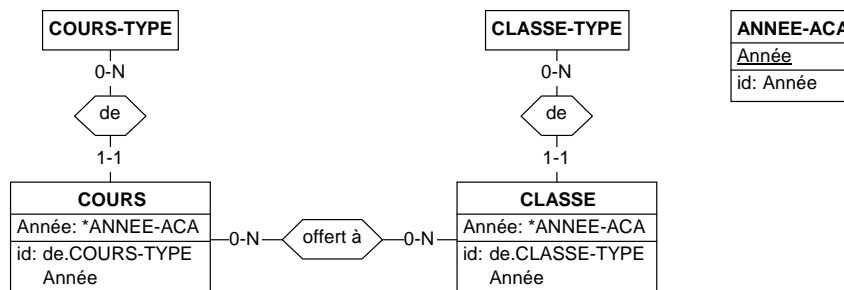 COURS-TYPE
CLASSE-TYPE
ANNEE-ACA
Année
id: Année
0-N
0-N
de
de
1-1
1-1
COURS
Année: *ANNEE-ACA
id: de.COURS-TYPE
Année
0-N
offert à
0-N
CLASSE
Année: *ANNEE-ACA
id: de.CLASSE-TYPE
Année